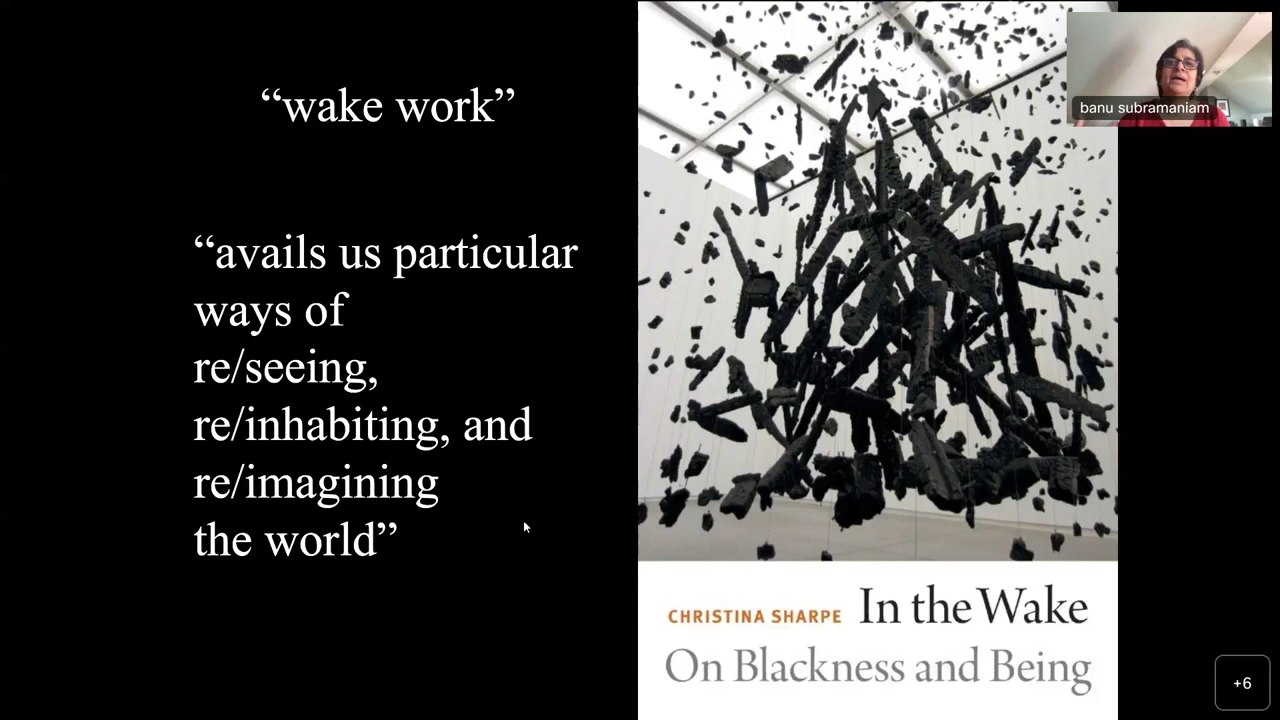 “wake work”
“avails us particular
ways of
re/seeing,
re/inhabiting, and
re/imagining
the world”
banu subramaniam
CHRISTINA SHARPE In the Wake
On Blackness and Being
+6